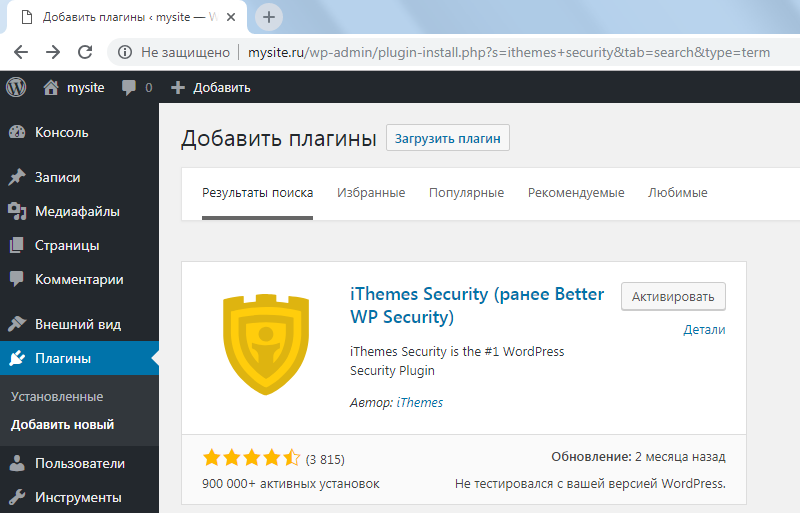 Добавить плагины ‹ mysite — W
Не защищено mysite.ru/wp-admin/plugin-install.php?s=ithemes+security&tab=search&type=term
mysite 0 Добавить
Консоль
Записи
Медиафайлы
Страницы
Комментарии
Внешний вид
Плагины
Установленные
Добавить новый
Пользователи
Инструменты
Добавить плагины Загрузить плагин
Результаты поиска Избранные Популярные Рекомендуемые Любимые
iThemes Security (ранее Better
WP Security)
Активировать
Детали
iThemes Security is the #1 WordPress
Security Plugin
Автор: iThemes
(3 815)
Обновление: 2 месяца назад
900 000+ активных установок
Не тестировался с вашей версией WordPress.